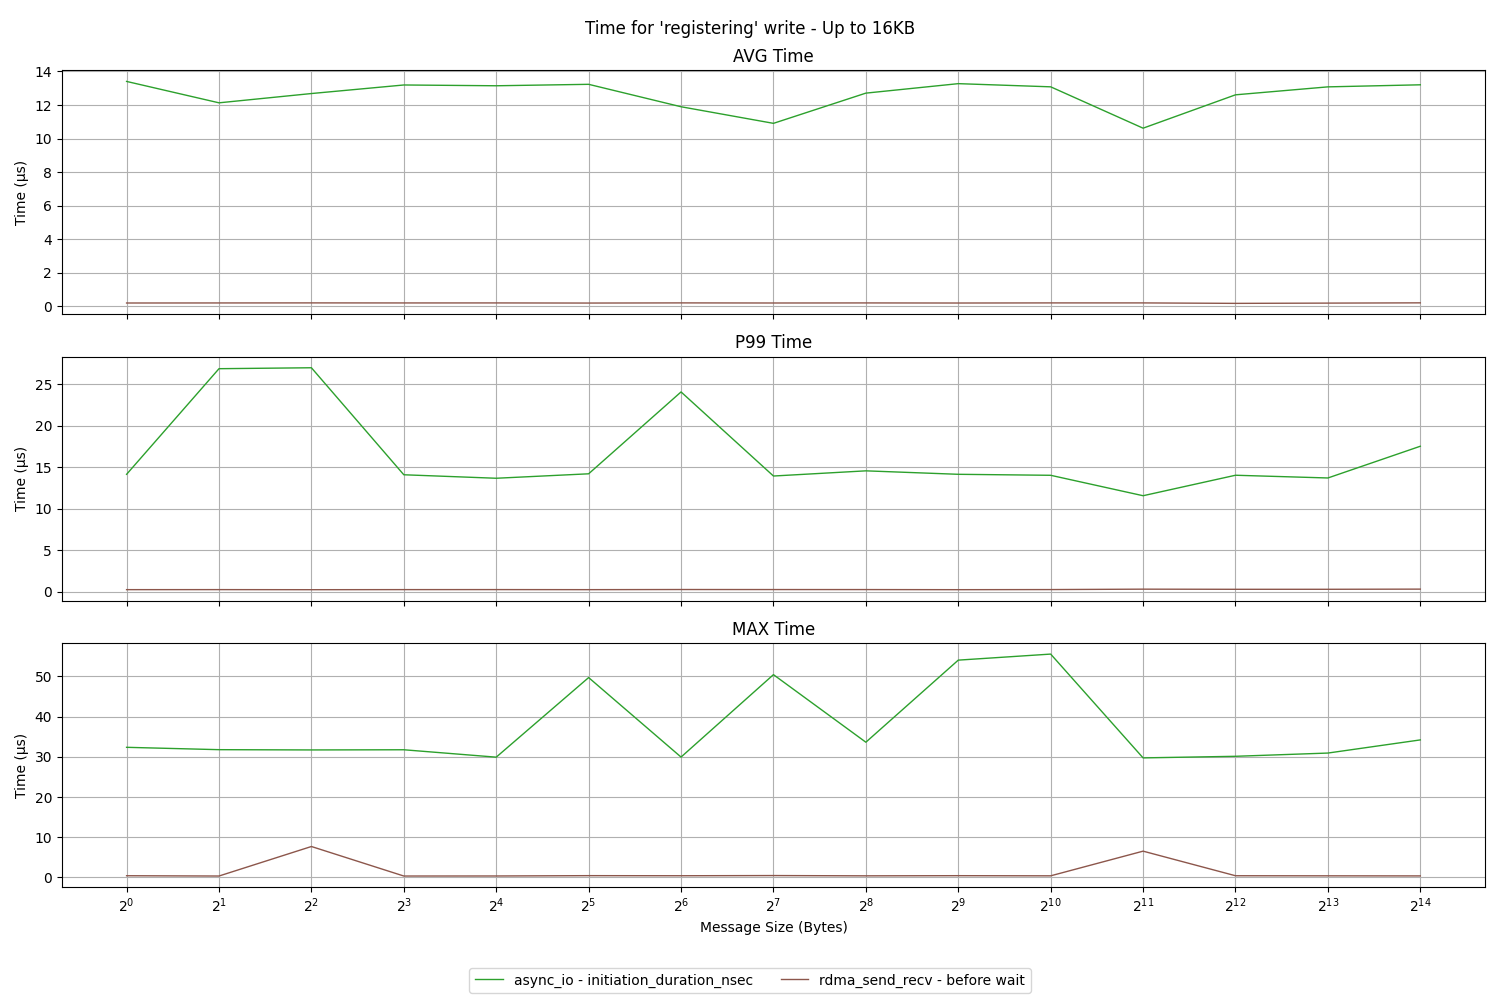 Time for 'registering' write - Up to 16KB
AVG Time
14
12
10
8
6
4
2
0
Time (µs)
P99 Time
25
20
15
10
5
0
Time (µs)
MAX Time
50
40
30
20
10
0
Time (µs)
2^0 2^1 2^2 2^3 2^4 2^5 2^6 2^7 2^8 2^9 2^10 2^11 2^12 2^13 2^14
Message Size (Bytes)
async_io - initiation_duration_nsec rdma_send_recv - before wait